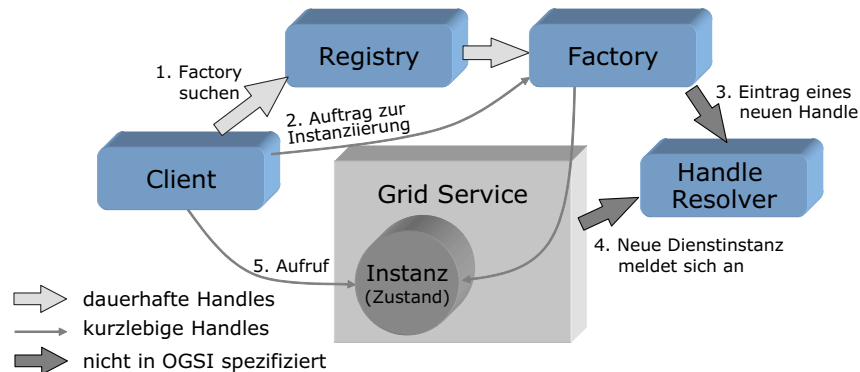 Registry
Factory
1. Factory
suchen
2. Auftrag zur
Instanziierung
3. Eintrag eines
neuen Handle
Client
Handle
Resolver
Grid Service
4. Neue Dienstinstanz
meldet sich an
5. Aufruf
Instanz
(Zustand)
dauerhafte Handles
kurzlebige Handles
nicht in OGSI spezifiziert